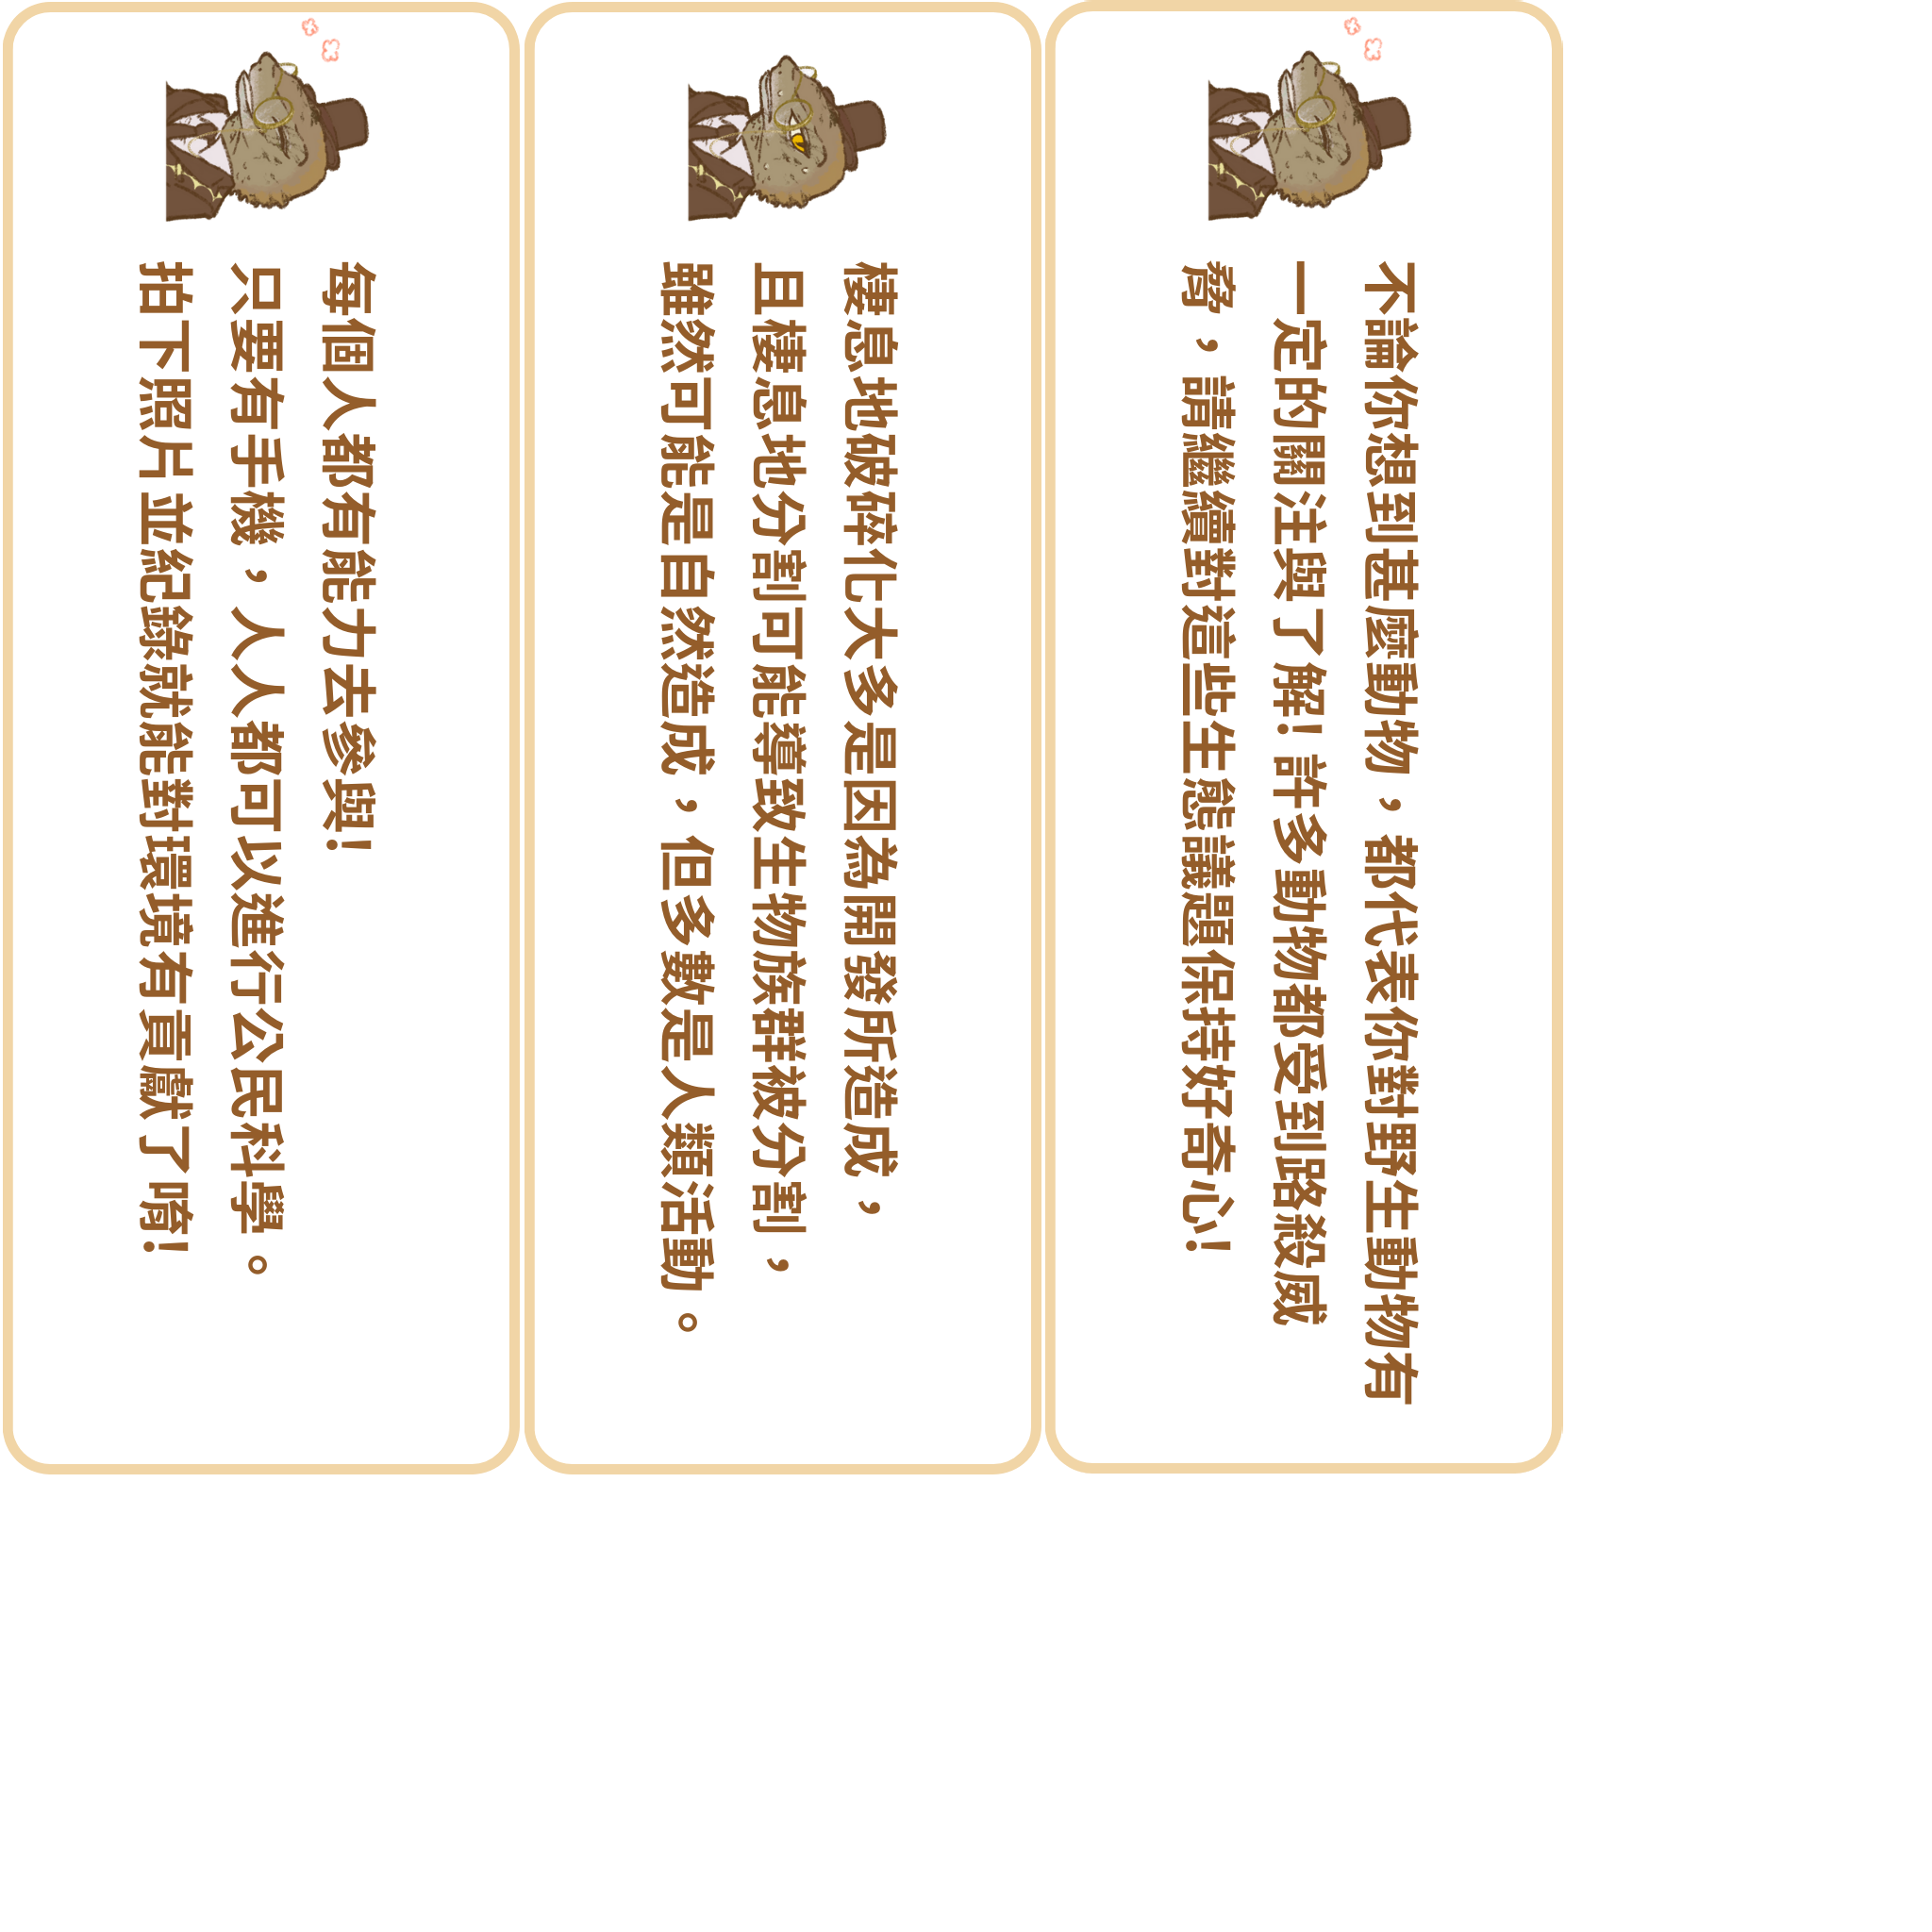 不論你想到甚麼動物，都代表你對野生動物有
一定的關注與了解! 許多動物都受到路殺威
脅，請繼續對這些生態議題保持好奇心!
棲息地破碎化大多是因為開發所造成，
且棲息地分割可能導致生物族群被分割，
雖然可能是自然造成，但多數是人類活動。
每個人都有能力去參與!
只要有手機，人人都可以進行公民科學。
拍下照片並紀錄就能對環境有貢獻了唷!